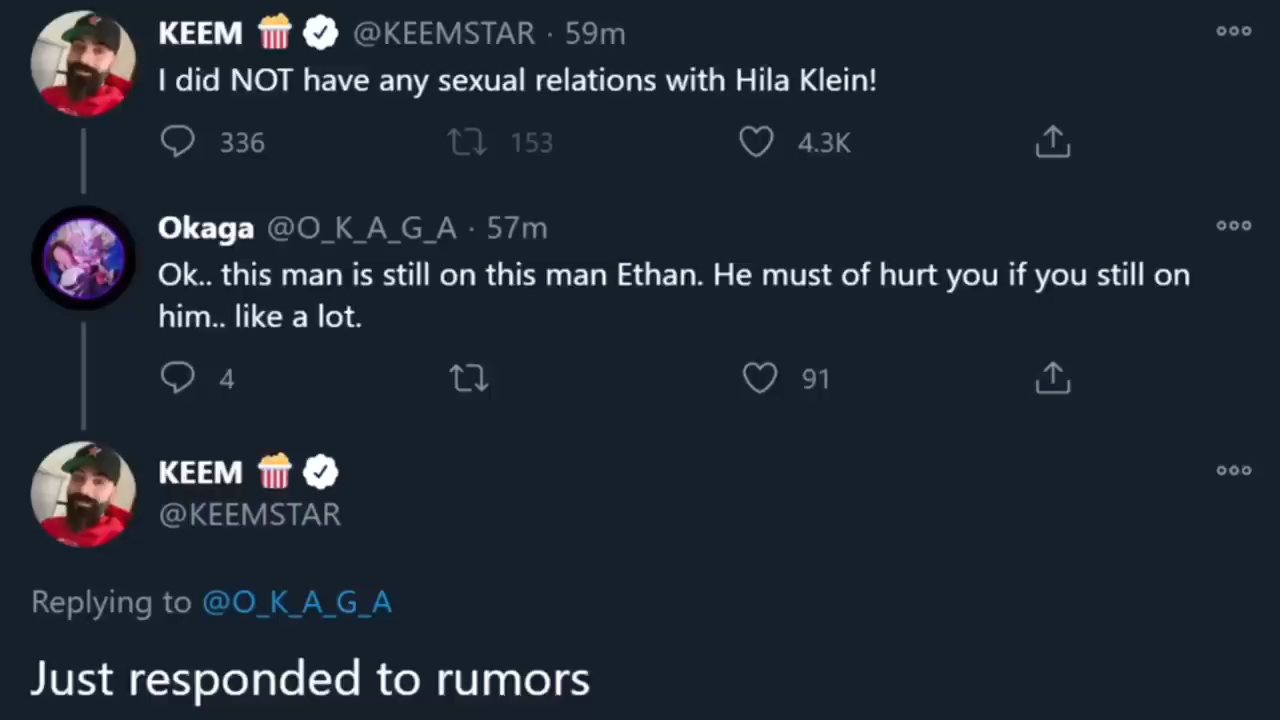 KEEM 🍿 @KEEMSTAR · 59m
I did NOT have any sexual relations with Hila Klein!
336 153 4.3K
Okaga @O_K_A_G_A · 57m
Ok.. this man is still on this man Ethan. He must of hurt you if you still on
him.. like a lot.
4 91
KEEM 🍿
@KEEMSTAR
Replying to @O_K_A_G_A
Just responded to rumors